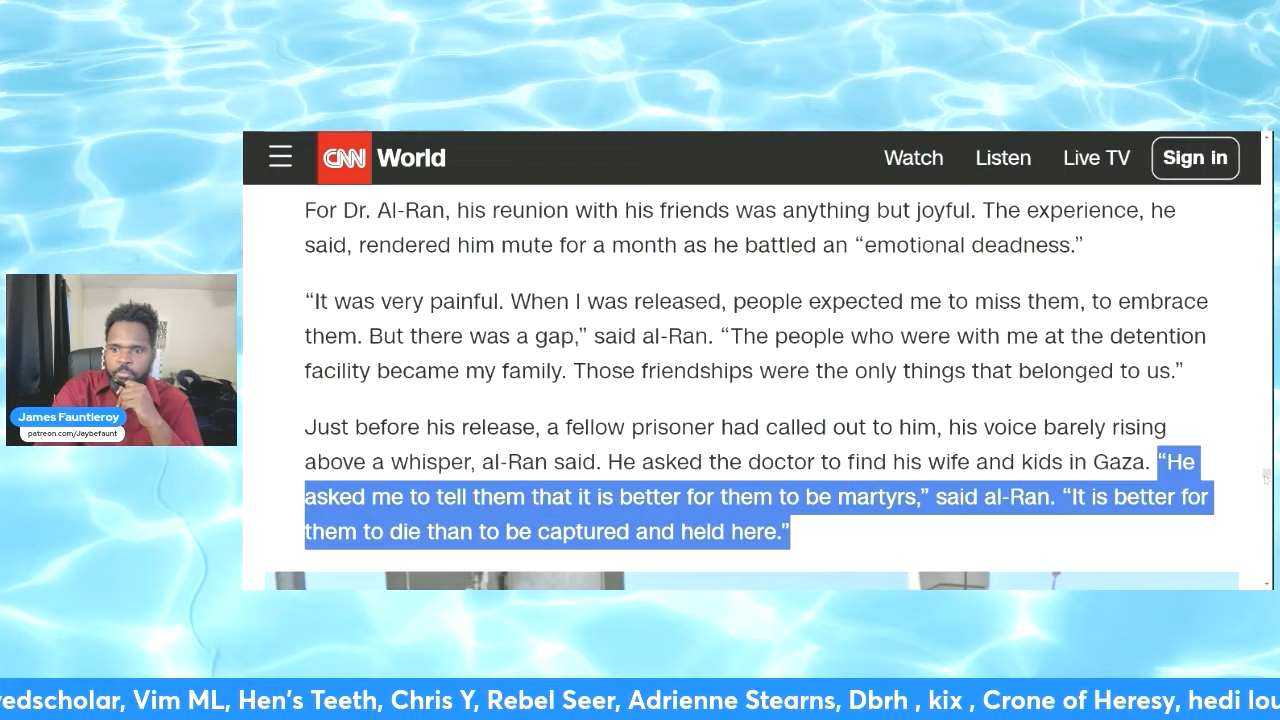 CNN World Watch Listen Live TV Sign in
For Dr. Al-Ran, his reunion with his friends was anything but joyful. The experience, he
said, rendered him mute for a month as he battled an “emotional deadness.”
“It was very painful. When I was released, people expected me to miss them, to embrace
them. But there was a gap,” said al-Ran. “The people who were with me at the detention
facility became my family. Those friendships were the only things that belonged to us.”
Just before his release, a fellow prisoner had called out to him, his voice barely rising
above a whisper, al-Ran said. He asked the doctor to find his wife and kids in Gaza. “He
asked me to tell them that it is better for them to be martyrs,” said al-Ran. “It is better for
them to die than to be captured and held here.”
James Fauntleroy
patreon.com/Jaybefaunt
edscholar, Vim ML, Hen's Teeth, Chris Y, Rebel Seer, Adrienne Stearns, Dbrh , kix , Crone of Heresy, hedi lou